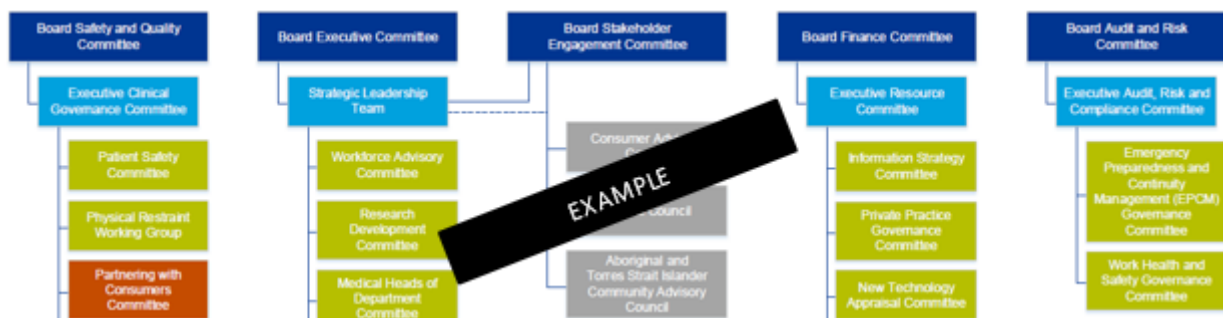 Board Safety and Quality
Committee
Board Executive Committee
Board Stakeholder
Engagement Committee
Board Finance Committee
Board Audit and Risk
Committee
Executive Clinical
Governance Committee
Strategic Leadership
Team
Executive Resource
Committee
Executive Audit, Risk and
Compliance Committee
Patient Safety
Committee
Physical Restraint
Working Group
Partnering with
Consumers
Committee
Workforce Advisory
Committee
Research
Development
Committee
Medical Heads of
Department
Committee
Consumer
Council
Aboriginal and
Torres Strait Islander
Community Advisory
Council
EXAMPLE
Information Strategy
Committee
Private Practice
Governance
Committee
New Technology
Appraisal Committee
Emergency
Preparedness and
Continuity
Management (EPCM)
Governance
Committee
Work Health and
Safety Governance
Committee